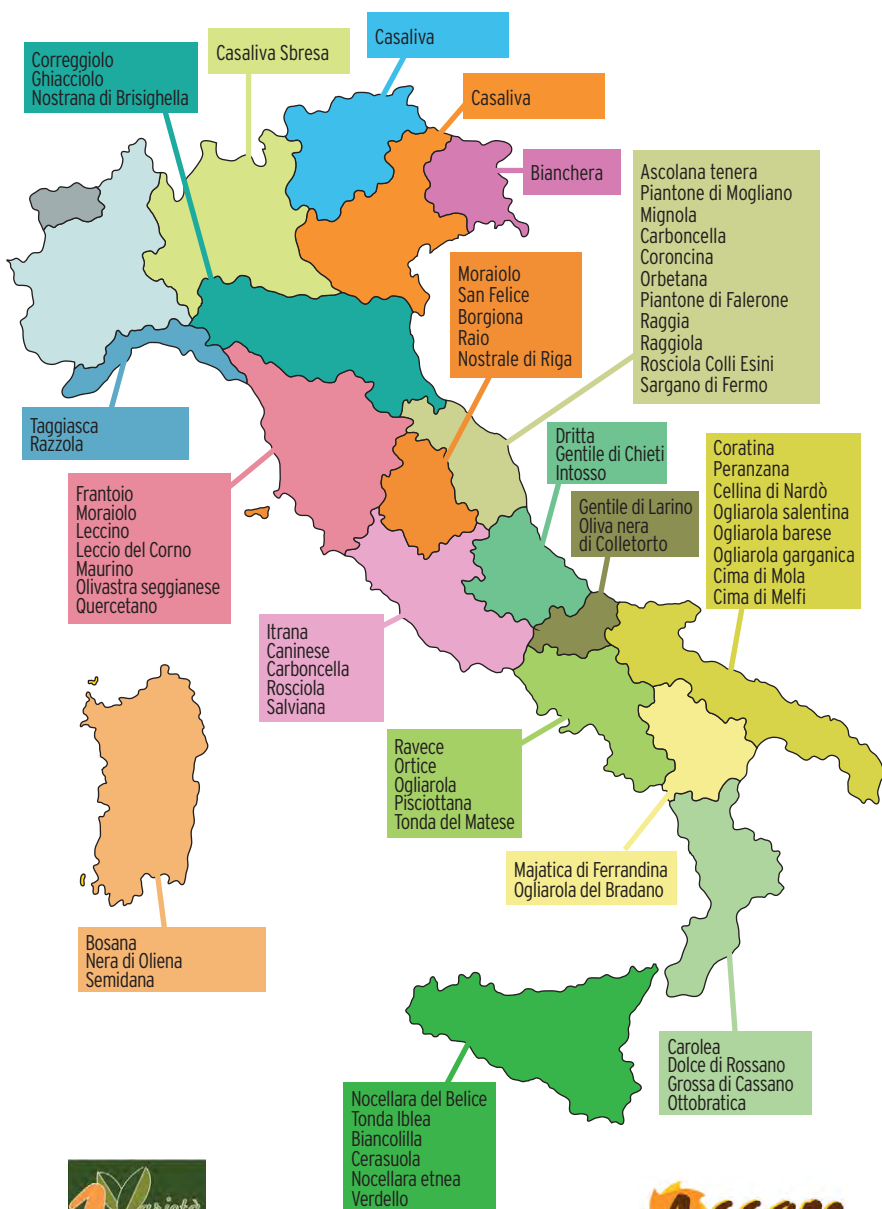 Correggiolo
Ghiacciolo
Nostrana di Brisighella
Casaliva Sbresa
Casaliva
Casaliva
Bianchera
Ascolana tenera
Piantone di Mogliano
Mignola
Carboncella
Coroncina
Orbetana
Piantone di Falerone
Raggia
Raggiola
Rosciola Colli Esini
Sargano di Fermo
Moraiolo
San Felice
Borgiona
Raio
Nostrale di Riga
Taggiasca
Razzola
Frantoio
Moraiolo
Leccino
Leccio del Corno
Maurino
Olivastra seggianese
Quercetano
Dritta
Gentile di Chieti
Intosso
Gentile di Larino
Oliva nera
di Colletorto
Coratina
Peranzana
Cellina di Nardò
Ogliarola salentina
Ogliarola barese
Ogliarola garganica
Cima di Mola
Cima di Melfi
Itrana
Caninese
Carboncella
Rosciola
Salviana
Ravece
Ortice
Ogliarola
Pisciottana
Tonda del Matese
Majatica di Ferrandina
Ogliarola del Bradano
Bosana
Nera di Oliena
Semidana
Carolea
Dolce di Rossano
Grossa di Cassano
Ottobratica
Nocellara del Belice
Tonda Iblea
Biancolilla
Cerasuola
Nocellara etnea
Verdello